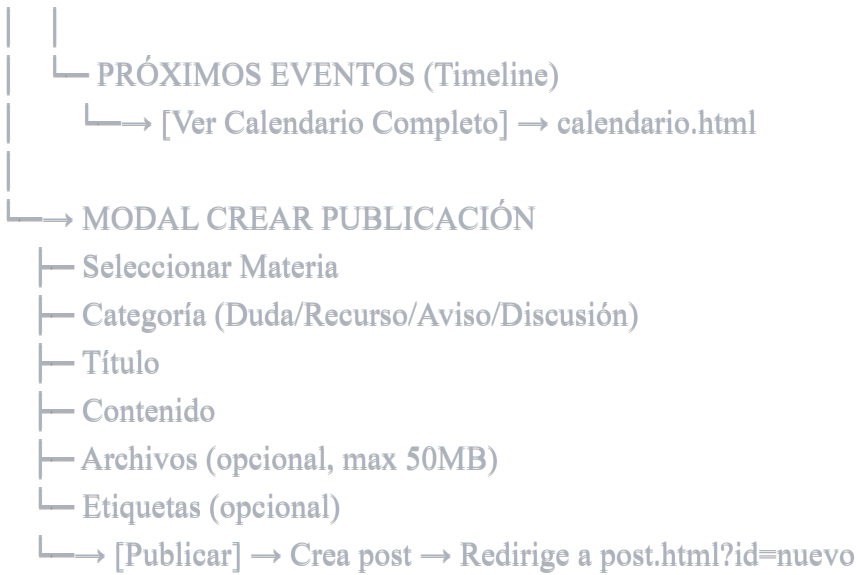 │ │
│ └── PRÓXIMOS EVENTOS (Timeline)
│ └──→ [Ver Calendario Completo] → calendario.html
│
└──→ MODAL CREAR PUBLICACIÓN
├── Seleccionar Materia
├── Categoría (Duda/Recurso/Aviso/Discusión)
├── Título
├── Contenido
├── Archivos (opcional, max 50MB)
└── Etiquetas (opcional)
└──→ [Publicar] → Crea post → Redirige a post.html?id=nuevo